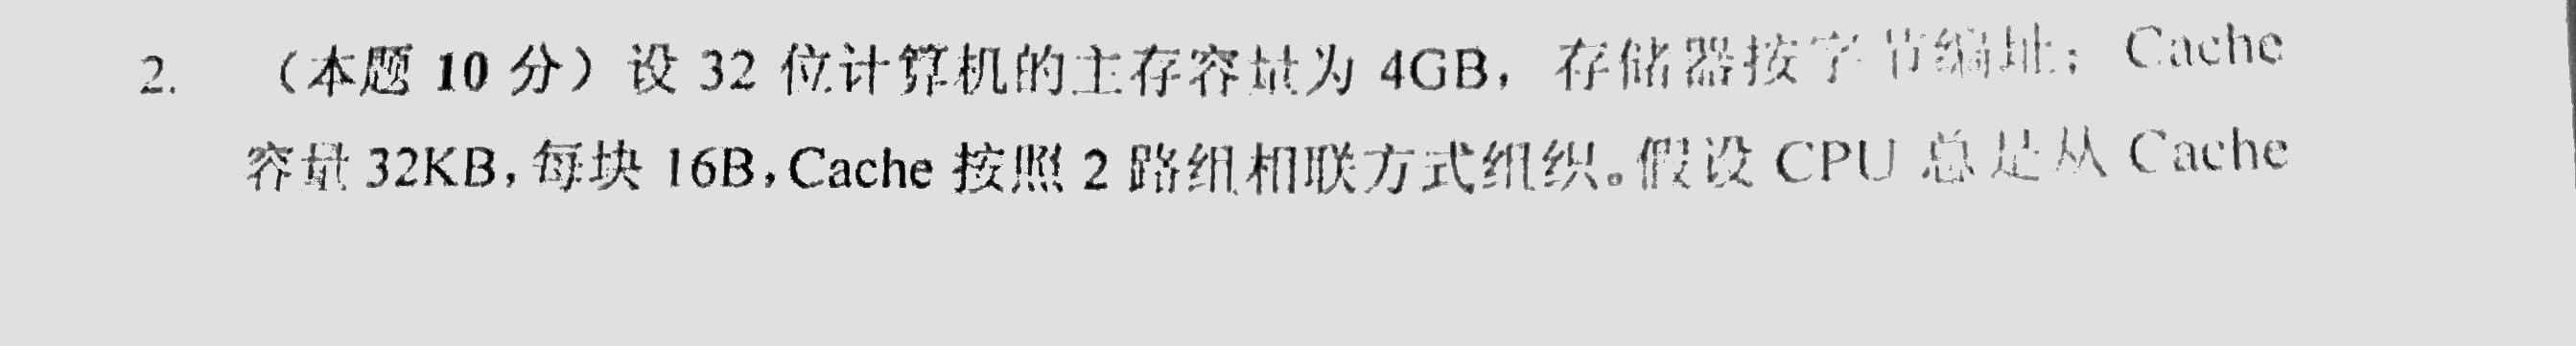 2. （本题 10 分）设 32 位计算机的主存容量为 4GB，存储器按字节编址；Cache
容量 32KB，每块 16B，Cache 按照 2 路组相联方式组织。假设 CPU 总是从 Cache